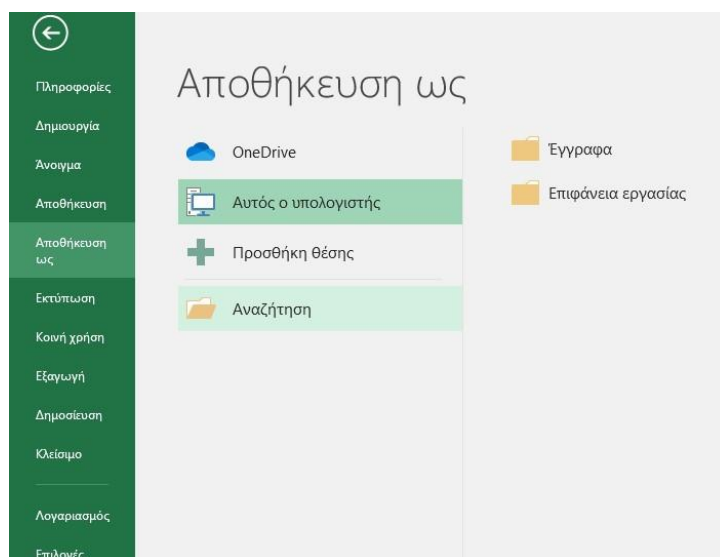 Πληροφορίες
Δημιουργία
Άνοιγμα
Αποθήκευση
Αποθήκευση
ως
Εκτύπωση
Κοινή χρήση
Εξαγωγή
Δημοσίευση
Κλείσιμο
Λογαριασμός
Επιλογές
Αποθήκευση ως
OneDrive
Αυτός ο υπολογιστής
Προσθήκη θέσης
Αναζήτηση
Έγγραφα
Επιφάνεια εργασίας